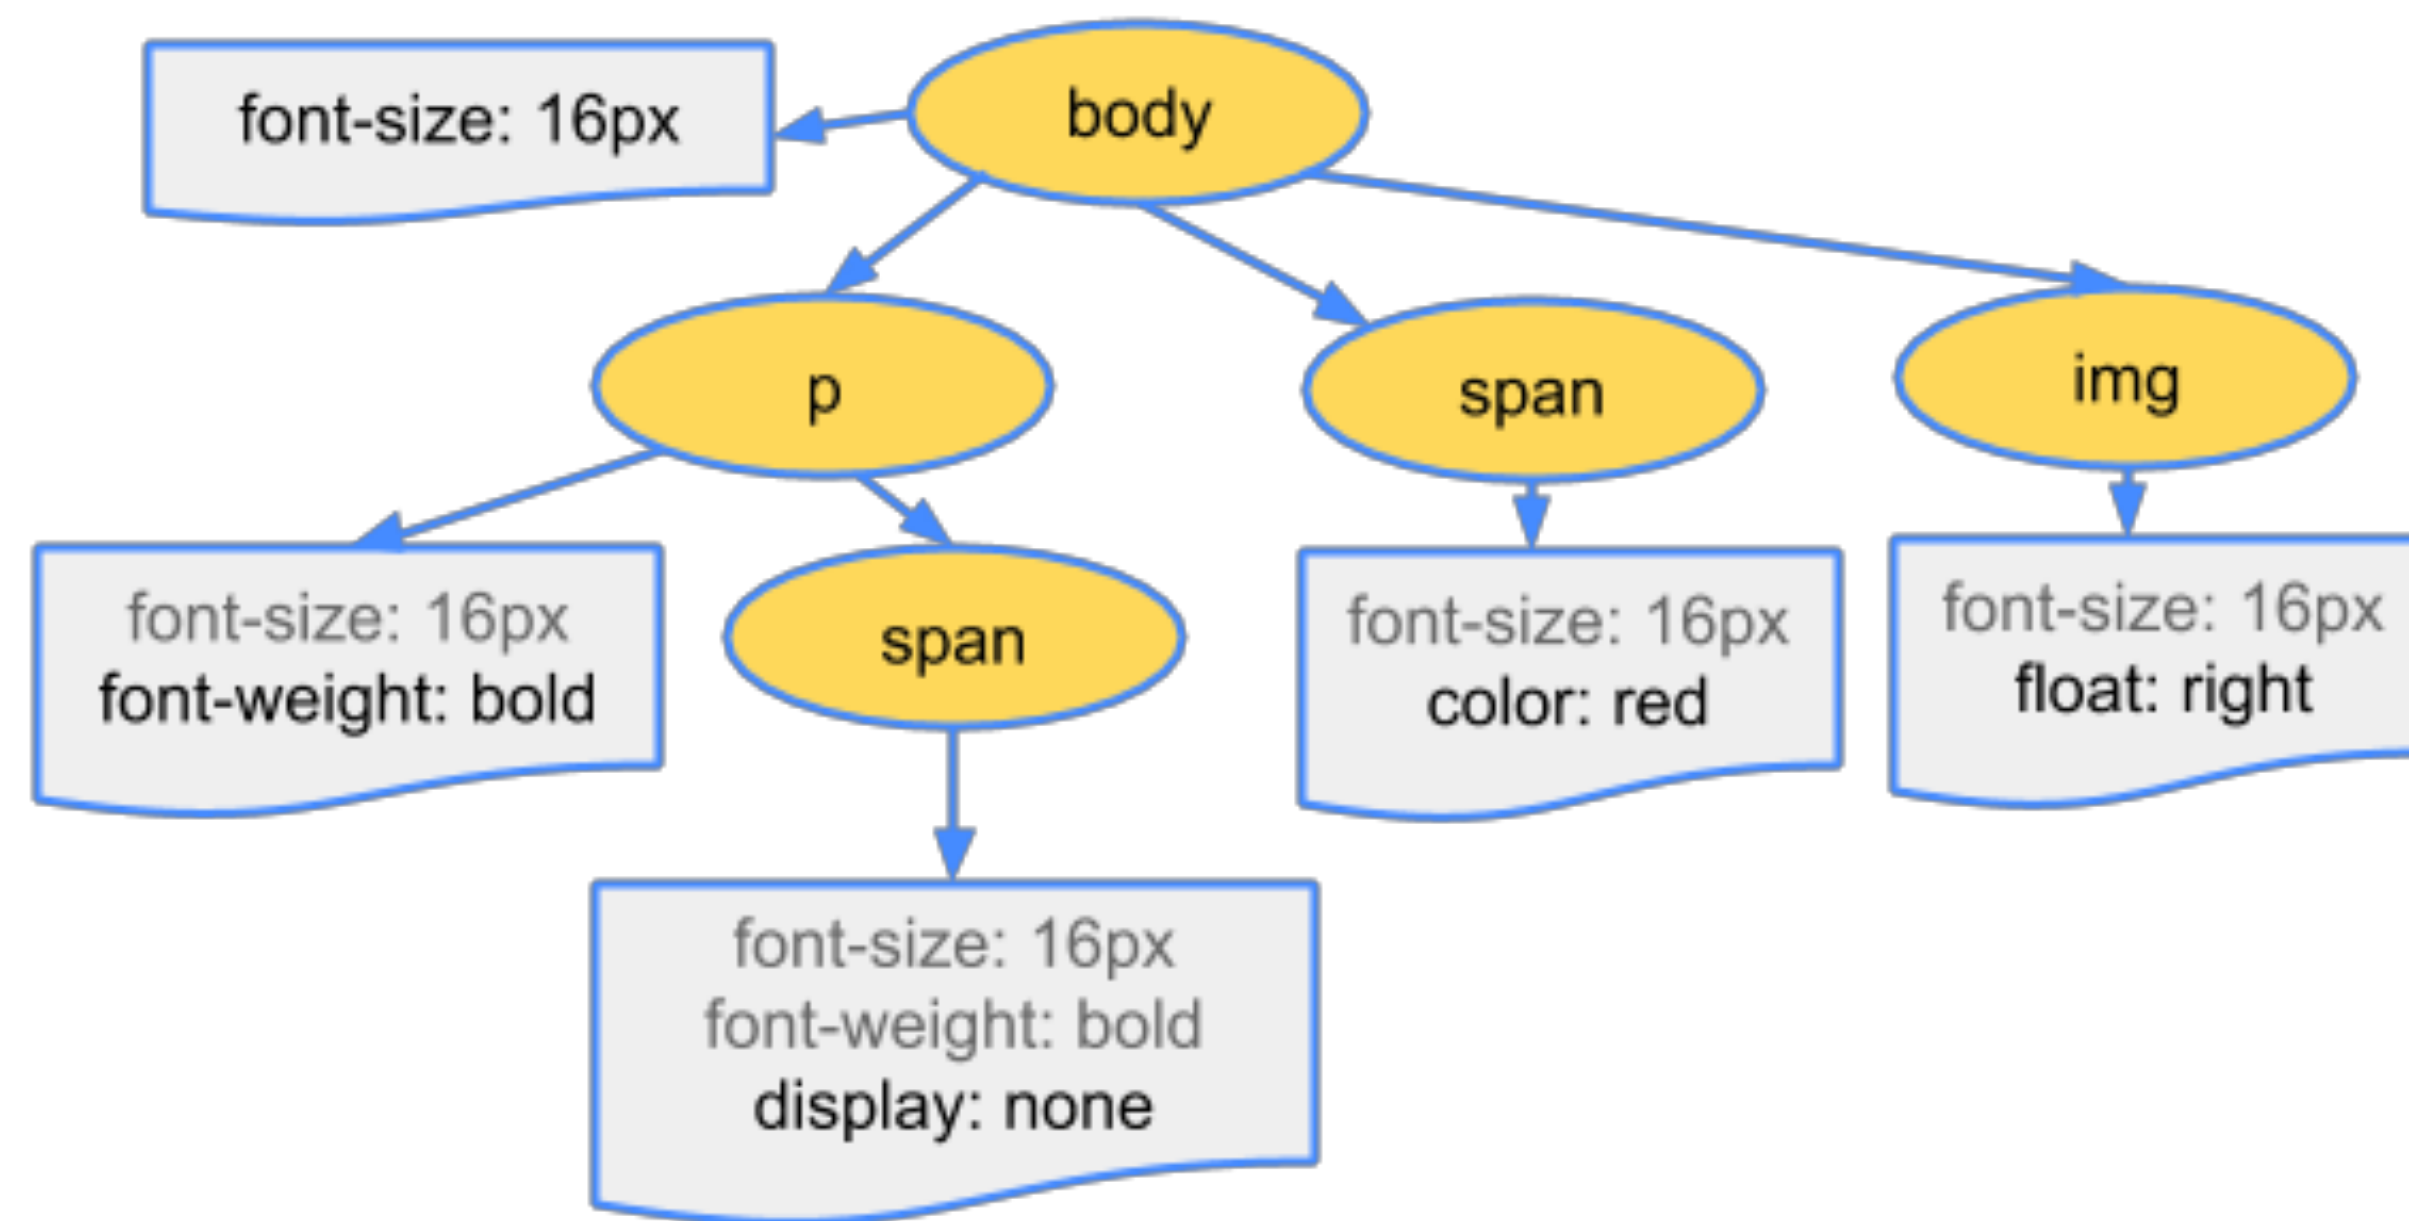 font-size: 16px
body
p
span
img
font-size: 16px
font-weight: bold
span
font-size: 16px
color: red
font-size: 16px
float: right
font-size: 16px
font-weight: bold
display: none